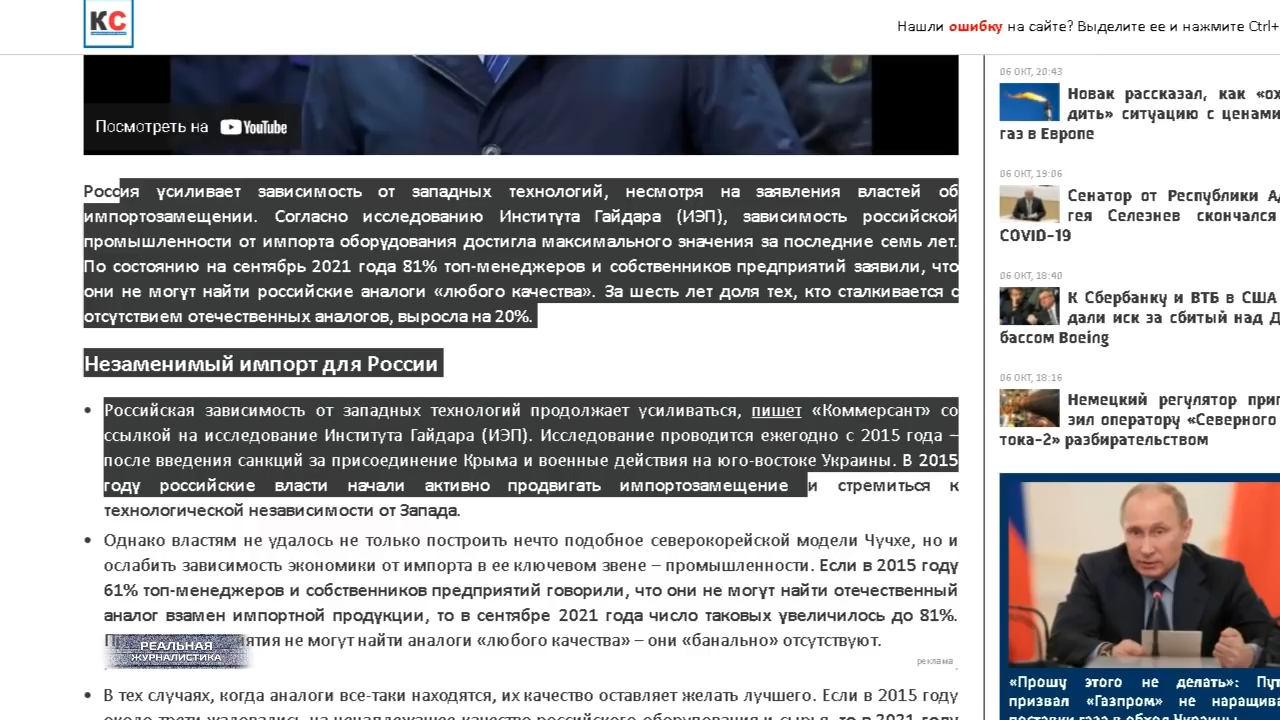 КС
Нашли ошибку на сайте? Выделите ее и нажмите Ctrl+
Посмотреть на YouTube
Россия усиливает зависимость от западных технологий, несмотря на заявления властей об
импортозамещении. Согласно исследованию Института Гайдара (ИЭП), зависимость российской
промышленности от импорта оборудования достигла максимального значения за последние семь лет.
По состоянию на сентябрь 2021 года 81% топ-менеджеров и собственников предприятий заявили, что
они не могут найти российские аналоги «любого качества». За шесть лет доля тех, кто сталкивается с
отсутствием отечественных аналогов, выросла на 20%.
Незаменимый импорт для России
• Российская зависимость от западных технологий продолжает усиливаться, пишет «Коммерсант» со
ссылкой на исследование Института Гайдара (ИЭП). Исследование проводится ежегодно с 2015 года –
после введения санкций за присоединение Крыма и военные действия на юго-востоке Украины. В 2015
году российские власти начали активно продвигать импортозамещение и стремиться к
технологической независимости от Запада.
• Однако властям не удалось не только построить нечто подобное северокорейской модели Чучхе, но и
ослабить зависимость экономики от импорта в ее ключевом звене – промышленности. Если в 2015 году
61% топ-менеджеров и собственников предприятий говорили, что они не могут найти отечественный
аналог взамен импортной продукции, то в сентябре 2021 года число таковых увеличилось до 81%.
не могут найти аналоги «любого качества» – они «банально» отсутствуют.
РЕАЛЬНАЯ
ЖУРНАЛИСТИКА
реклама
• В тех случаях, когда аналоги все-таки находятся, их качество оставляет желать лучшего. Если в 2015 году
06 ОКТ, 20:43
Новак рассказал, как «ох
дить» ситуацию с ценами
газ в Европе
06 ОКТ, 19:06
Сенатор от Республики Ад
гея Селезнев скончался
COVID-19
06 ОКТ, 18:40
К Сбербанку и ВТБ в США
дали иск за сбитый над Д
бассом Boeing
06 ОКТ, 18:16
Немецкий регулятор приг
зил оператору «Северного
тока-2» разбирательством
«Прошу этого не делать»: Пут
призвал «Газпром» не наращива
поставки газа в обход Украины